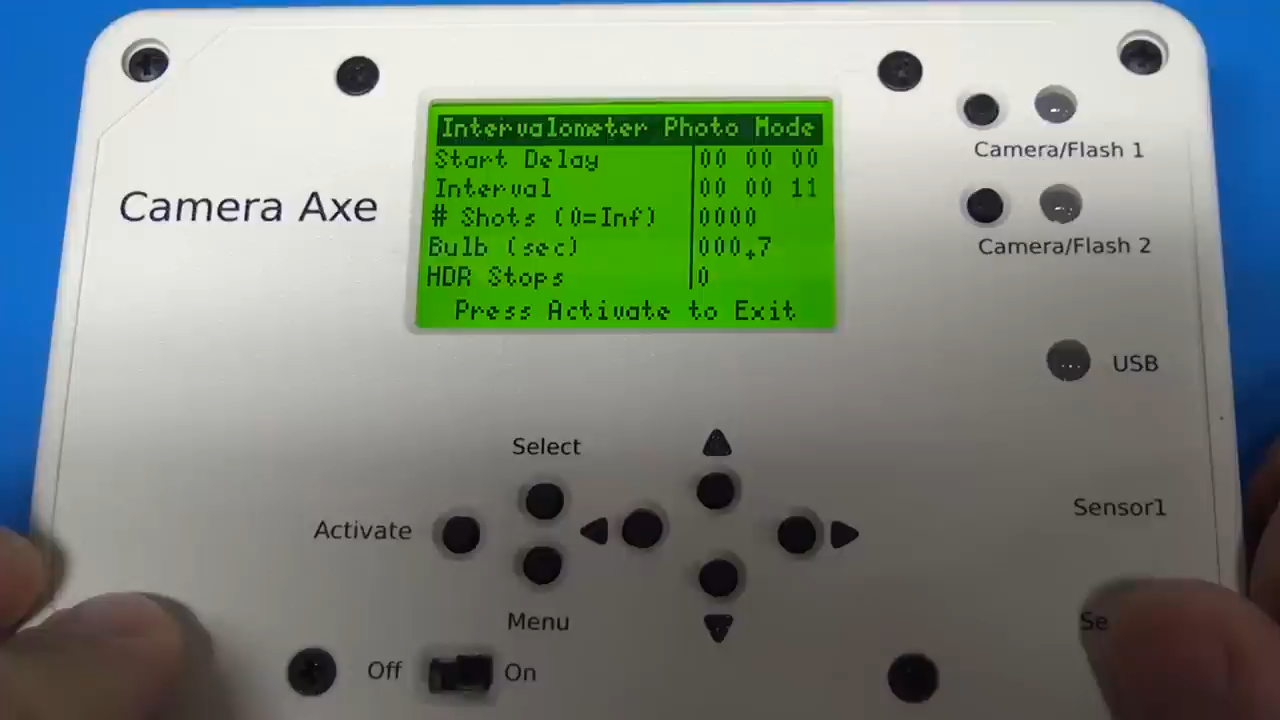 Intervalometer Photo Mode
Start Delay 00 00 00
Interval 00 00 11
# Shots (0=Inf) 0000
Bulb (sec) 000.7
HDR Stops 0
Press Activate to Exit
Camera Axe
Camera/Flash 1
Camera/Flash 2
USB
Select
Activate
Menu
Sensor1
Off
On